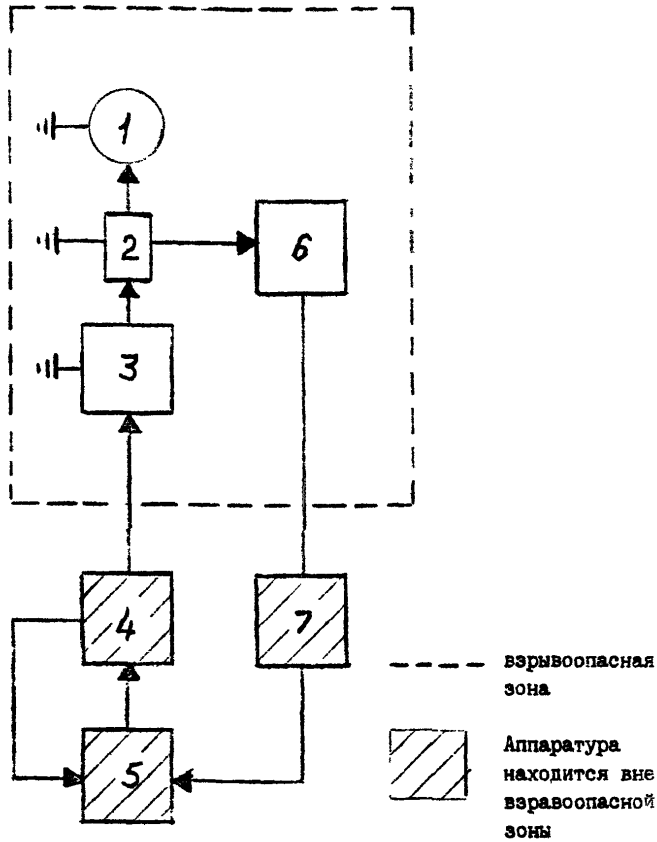 1
2
6
3
4
7
5
взрывоопасная
зона
Аппаратура
находится вне
взравоопасной
зоны